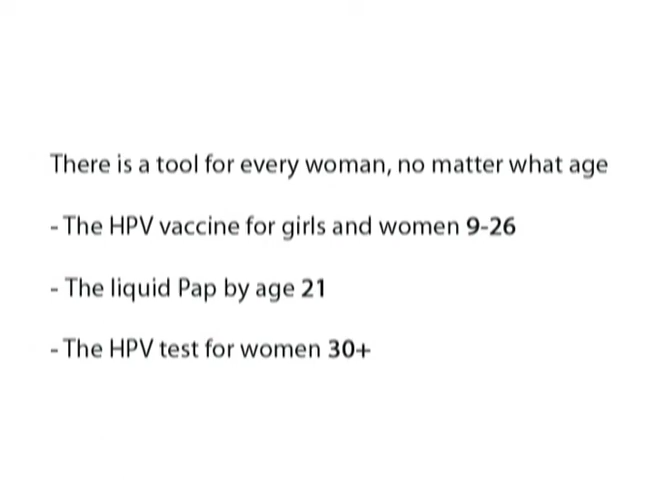 There is a tool for every woman, no matter what age
- The HPV vaccine for girls and women 9-26
- The liquid Pap by age 21
- The HPV test for women 30+